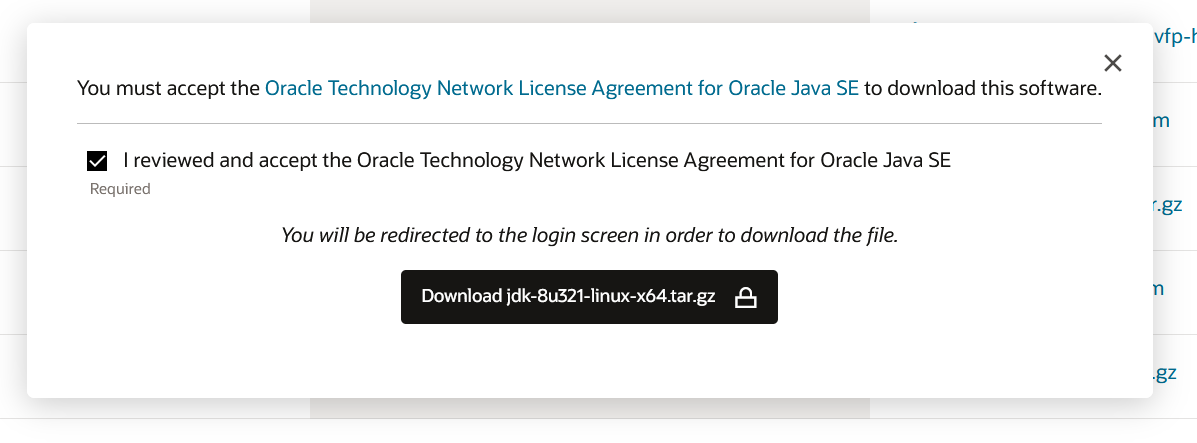 vfp-h
You must accept the Oracle Technology Network License Agreement for Oracle Java SE to download this software.
m
I reviewed and accept the Oracle Technology Network License Agreement for Oracle Java SE
Required
r.gz
You will be redirected to the login screen in order to download the file.
m
Download jdk-8u321-linux-x64.tar.gz
.gz